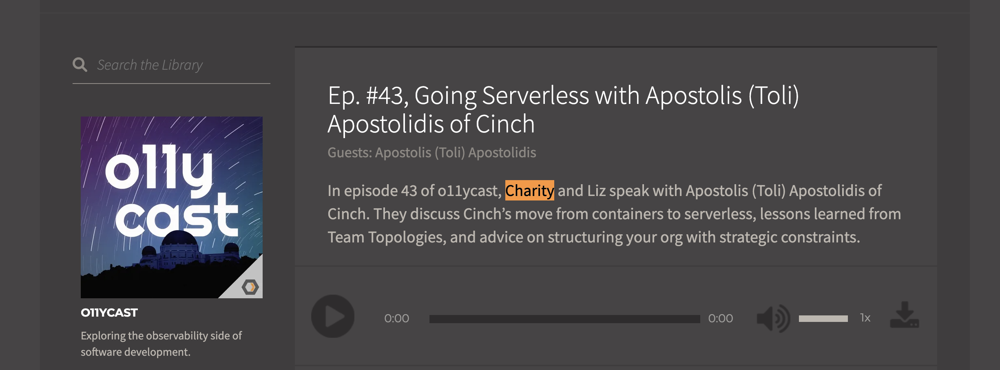 Search the Library
o11y
cast
O11YCAST
Exploring the observability side of
software development.
Ep. #43, Going Serverless with Apostolis (Toli)
Apostolidis of Cinch
Guests: Apostolis (Toli) Apostolidis
In episode 43 of o11ycast, Charity and Liz speak with Apostolis (Toli) Apostolidis of
Cinch. They discuss Cinch’s move from containers to serverless, lessons learned from
Team Topologies, and advice on structuring your org with strategic constraints.
0:00
0:00
1x